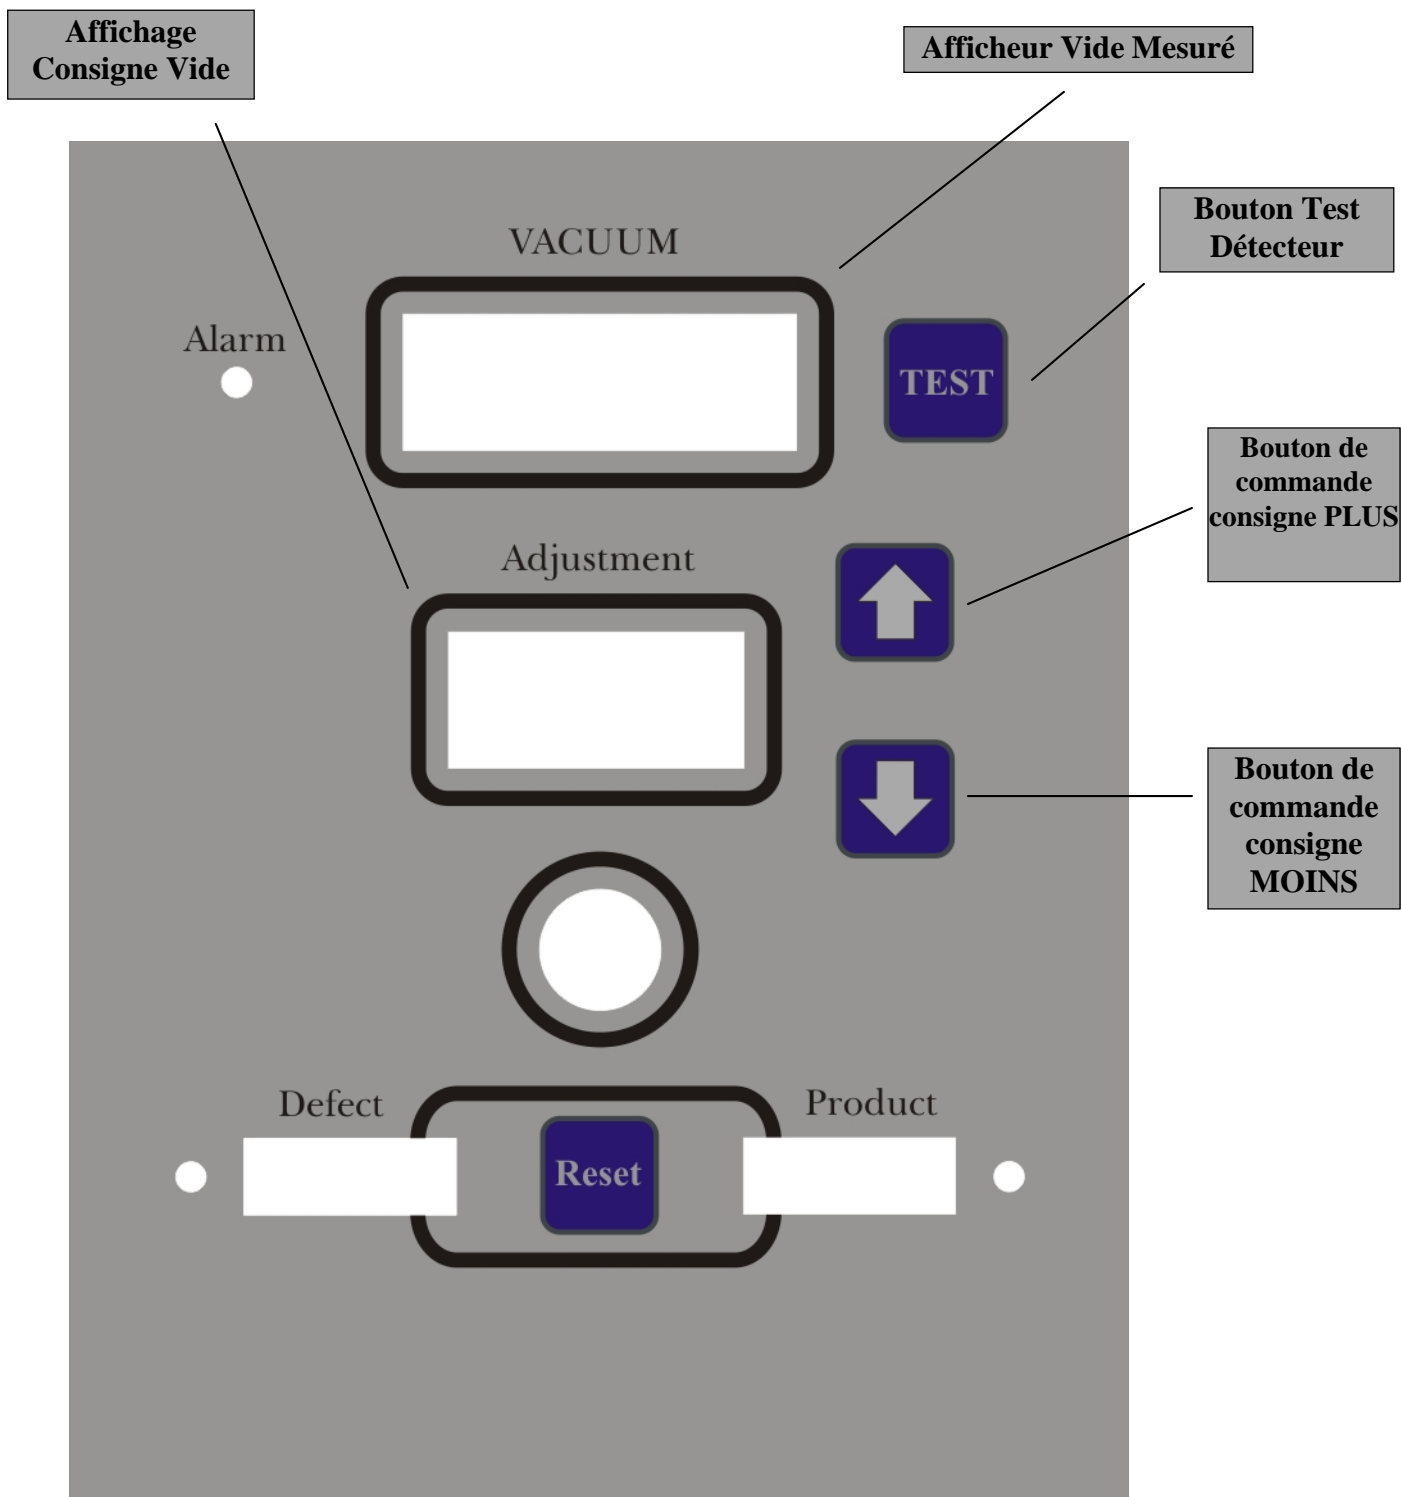 Affichage
Consigne Vide
Afficheur Vide Mesuré
Bouton Test
Détecteur
VACUUM
Alarm
TEST
Bouton de
commande
consigne PLUS
Adjustment
Bouton de
commande
consigne
MOINS
Defect
Product
Reset